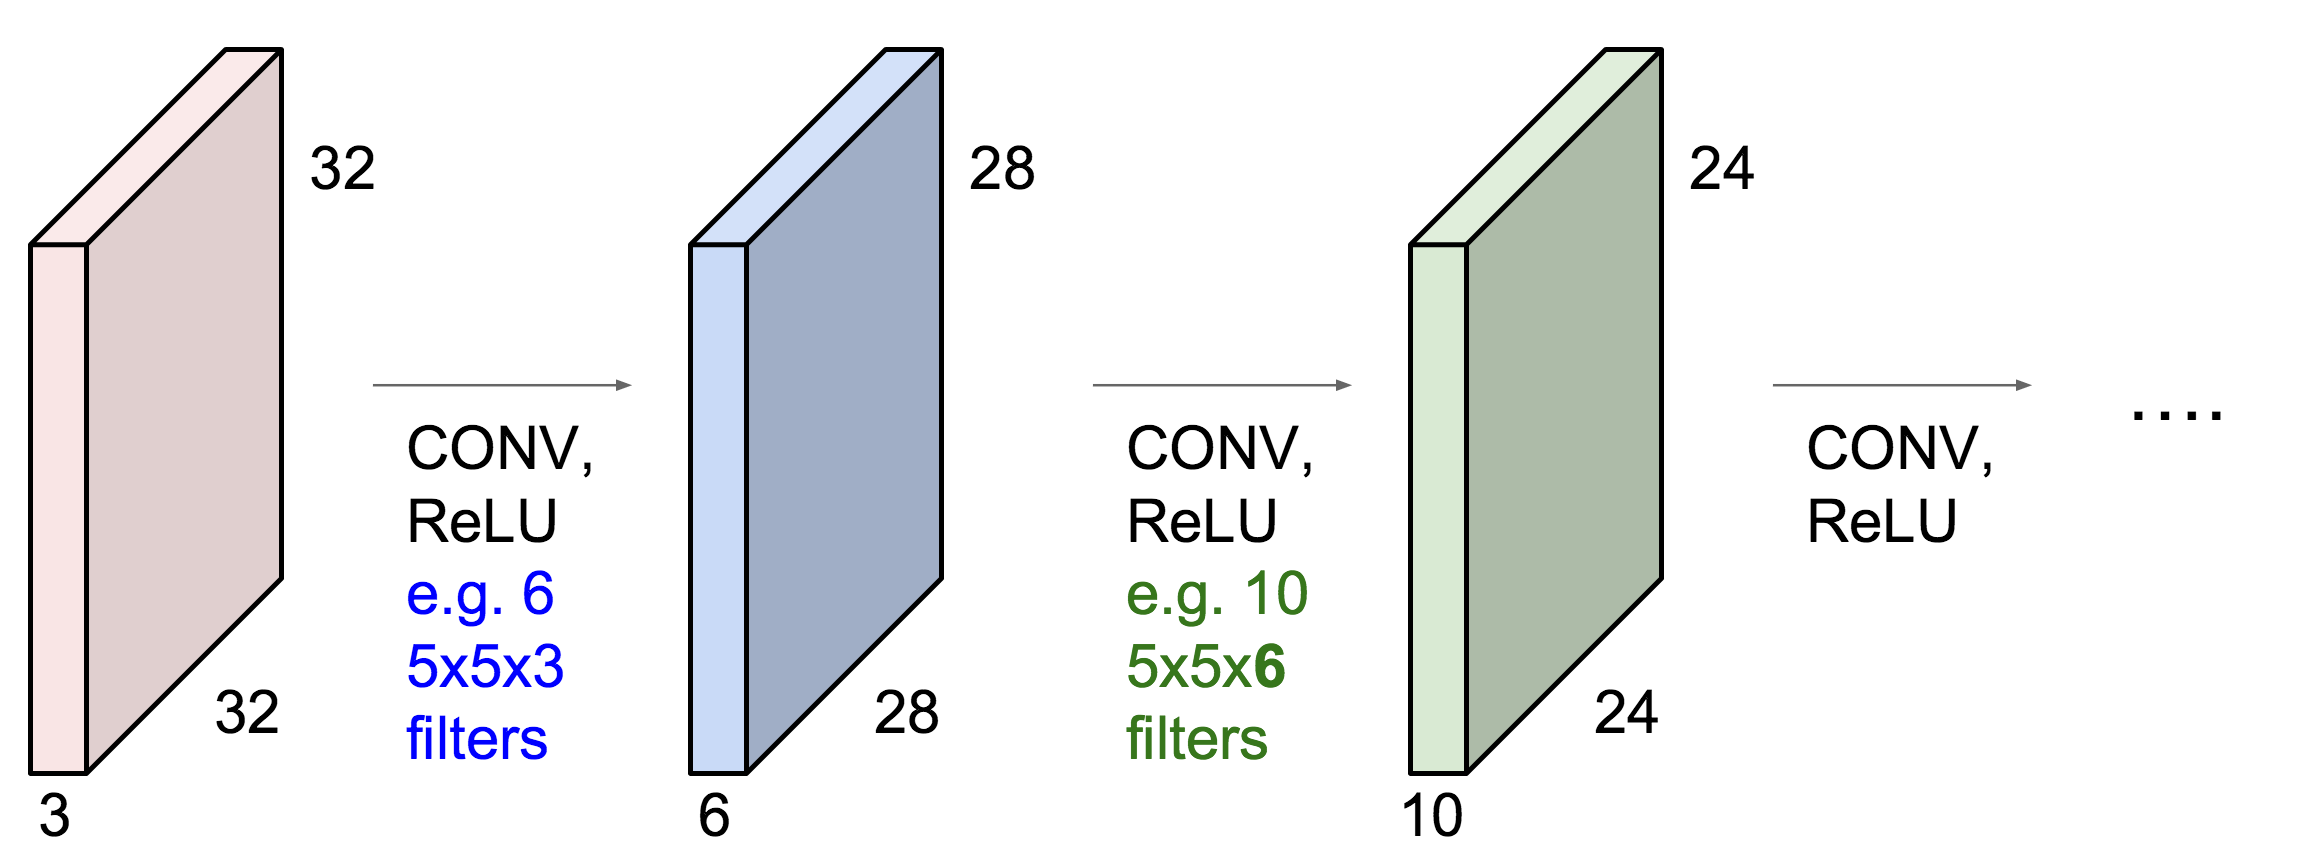 32
32
3
CONV,
ReLU
e.g. 6
5x5x3
filters
28
28
6
CONV,
ReLU
e.g. 10
5x5x6
filters
24
24
10
CONV,
ReLU
....